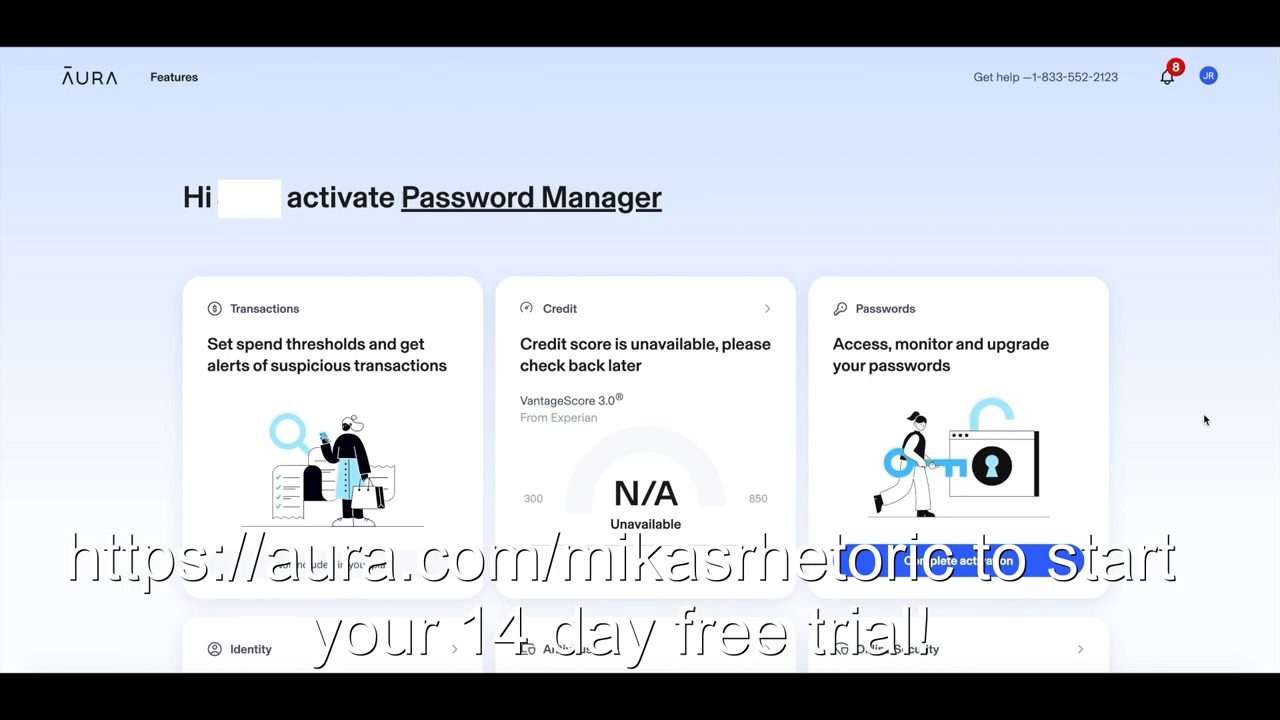 AURA
Features
Get help –1-833-552-2123
8
JR
Hi activate Password Manager
Transactions
Set spend thresholds and get
alerts of suspicious transactions
Credit
Credit score is unavailable, please
check back later
VantageScore 3.0®
From Experian
300
N/A
850
Unavailable
Passwords
Access, monitor and upgrade
your passwords
Complete activation
https://aura.com/mikasrhetoric to start
your 14 day free trial!
Identity